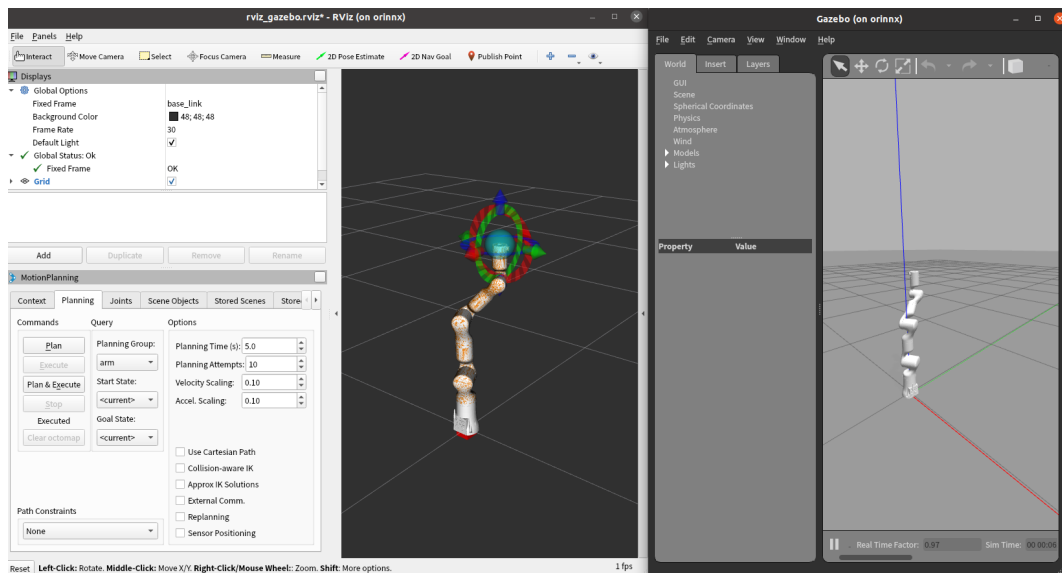 rviz_gazebo.rviz* - RViz (on orinnx)
File Panels Help
Interact Move Camera Select Focus Camera Measure 2D Pose Estimate 2D Nav Goal Publish Point
Displays
Global Options
Fixed Frame base_link
Background Color 48; 48; 48
Frame Rate 30
Default Light
Global Status: Ok
Fixed Frame OK
Grid
Add Duplicate Remove Rename
MotionPlanning
Context Planning Joints Scene Objects Stored Scenes Store
Commands Query Options
Plan Planning Group: Planning Time (s): 5.0
Execute arm Planning Attempts: 10
Plan & Execute Start State: Velocity Scaling: 0.10
Stop <current> Accel. Scaling: 0.10
Executed Goal State:
Clear octomap <current>
Use Cartesian Path
Collision-aware IK
Approx IK Solutions
External Comm.
Replanning
Sensor Positioning
Path Constraints
None
Reset Left-Click: Rotate. Middle-Click: Move X/Y. Right-Click/Mouse Wheel:: Zoom. Shift: More options. 1 fps
Gazebo (on orinnx)
File Edit Camera View Window Help
World Insert Layers
GUI
Scene
Spherical Coordinates
Physics
Atmosphere
Wind
Models
Lights
Property Value
Real Time Factor: 0.97 Sim Time: 00 00:06